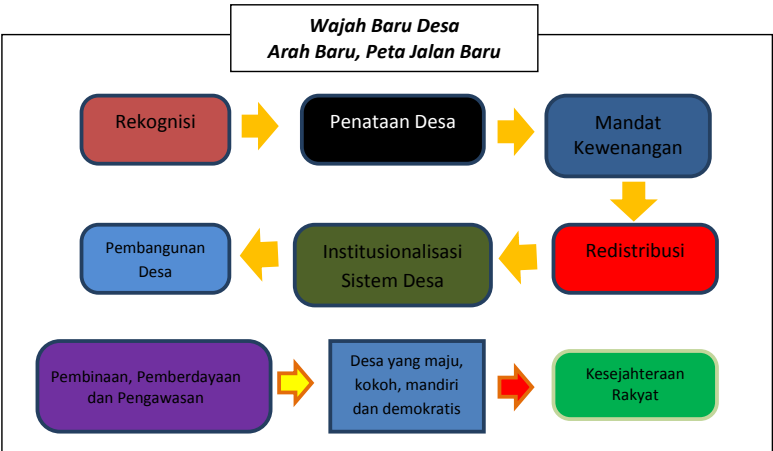 Wajah Baru Desa
Arah Baru, Peta Jalan Baru
Rekognisi
Penataan Desa
Mandat
Kewenangan
Redistribusi
Institusionalisasi
Sistem Desa
Pembangunan
Desa
Pembinaan, Pemberdayaan
dan Pengawasan
Desa yang maju,
kokoh, mandiri
dan demokratis
Kesejahteraan
Rakyat